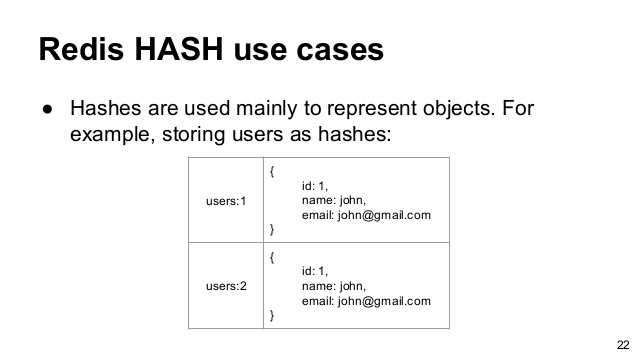 Redis HASH use cases
● Hashes are used mainly to represent objects. For
example, storing users as hashes:
users:1
{
id: 1,
name: john,
email: john@gmail.com
}
users:2
{
id: 1,
name: john,
email: john@gmail.com
}
22